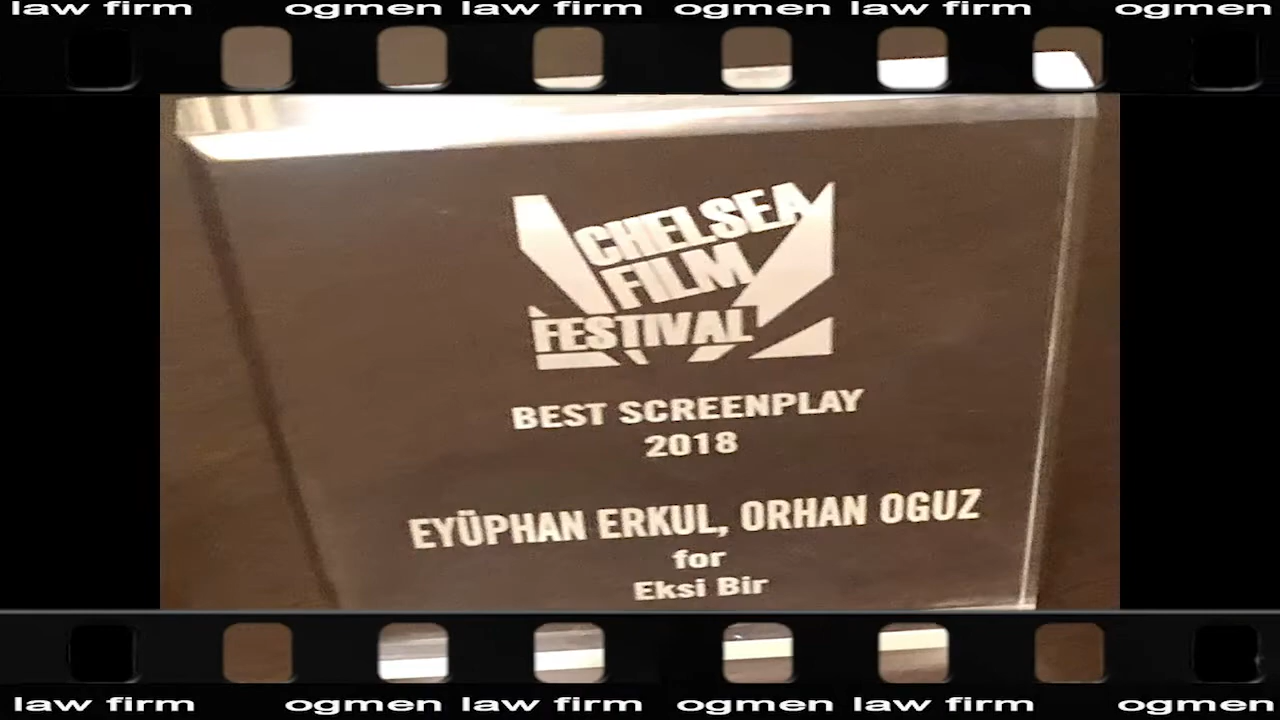 law firm ogmen law firm ogmen law firm ogmen
CHELSEA
FILM
FESTIVAL
BEST SCREENPLAY
2018
EYÜPHAN ERKUL, ORHAN OGUZ
for
Eksi Bir
law firm ogmen law firm ogmen law firm ogmen